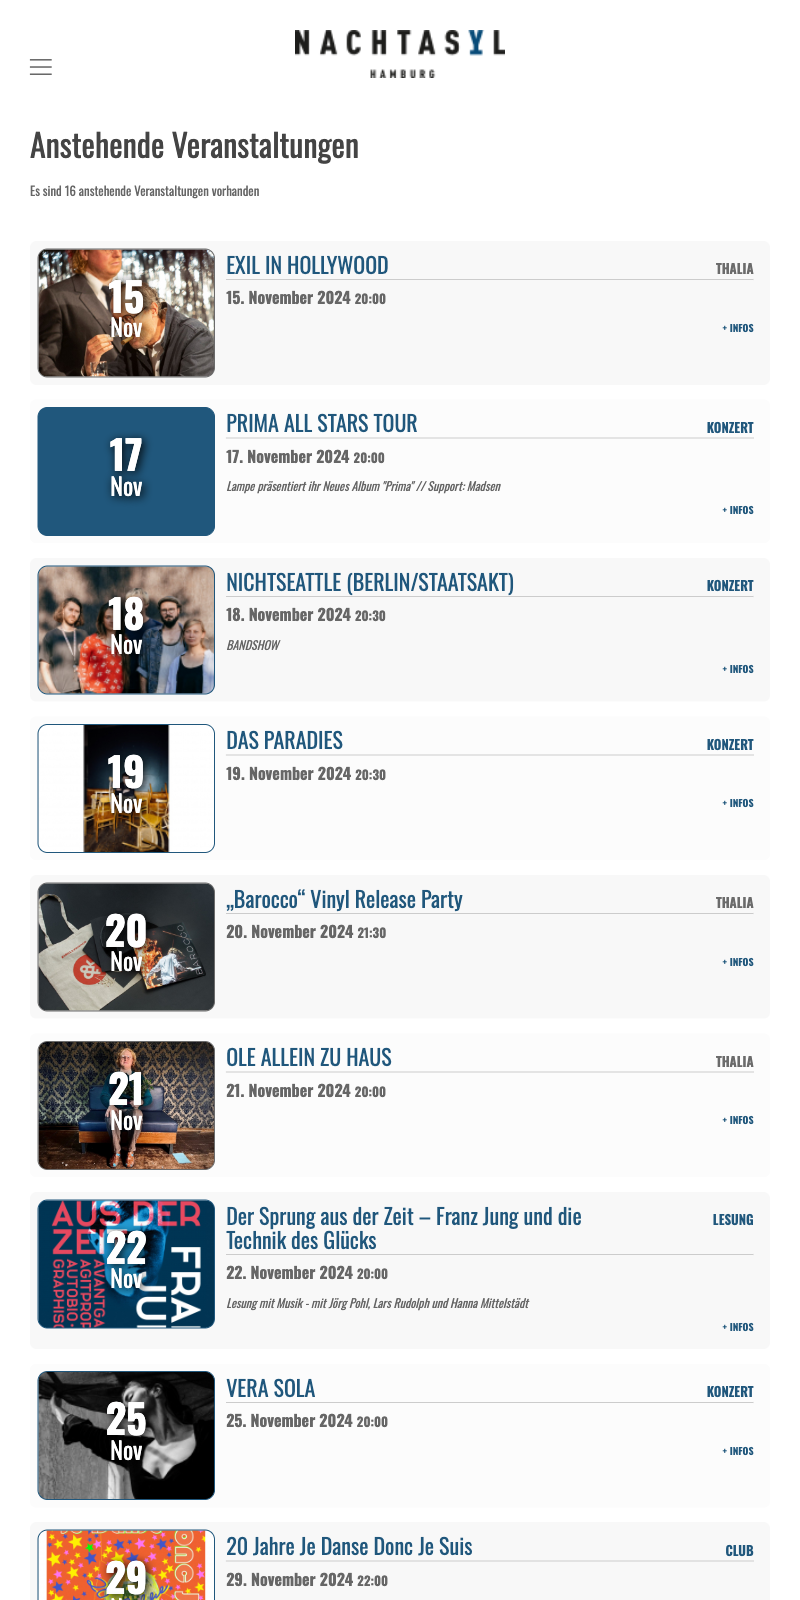 NACHTASYL
HAMBURG
Anstehende Veranstaltungen
Es sind 16 anstehende Veranstaltungen vorhanden
15
Nov
EXIL IN HOLLYWOOD
THALIA
15. November 2024 20:00
+ INFOS
17
Nov
PRIMA ALL STARS TOUR
KONZERT
17. November 2024 20:00
Lampe präsentiert ihr Neues Album "Prima" // Support: Madsen
+ INFOS
18
Nov
NICHTSEATTLE (BERLIN/STAATSAKT)
KONZERT
18. November 2024 20:30
BANDSHOW
+ INFOS
19
Nov
DAS PARADIES
KONZERT
19. November 2024 20:30
+ INFOS
20
Nov
BAROCCO
„Barocco“ Vinyl Release Party
THALIA
20. November 2024 21:30
+ INFOS
21
Nov
OLE ALLEIN ZU HAUS
THALIA
21. November 2024 20:00
+ INFOS
AUS DER
22
Nov
Der Sprung aus der Zeit – Franz Jung und die
Technik des Glücks
LESUNG
22. November 2024 20:00
Lesung mit Musik - mit Jörg Pohl, Lars Rudolph und Hanna Mittelstädt
+ INFOS
25
Nov
VERA SOLA
KONZERT
25. November 2024 20:00
+ INFOS
29
20 Jahre Je Danse Donc Je Suis
CLUB
29. November 2024 22:00